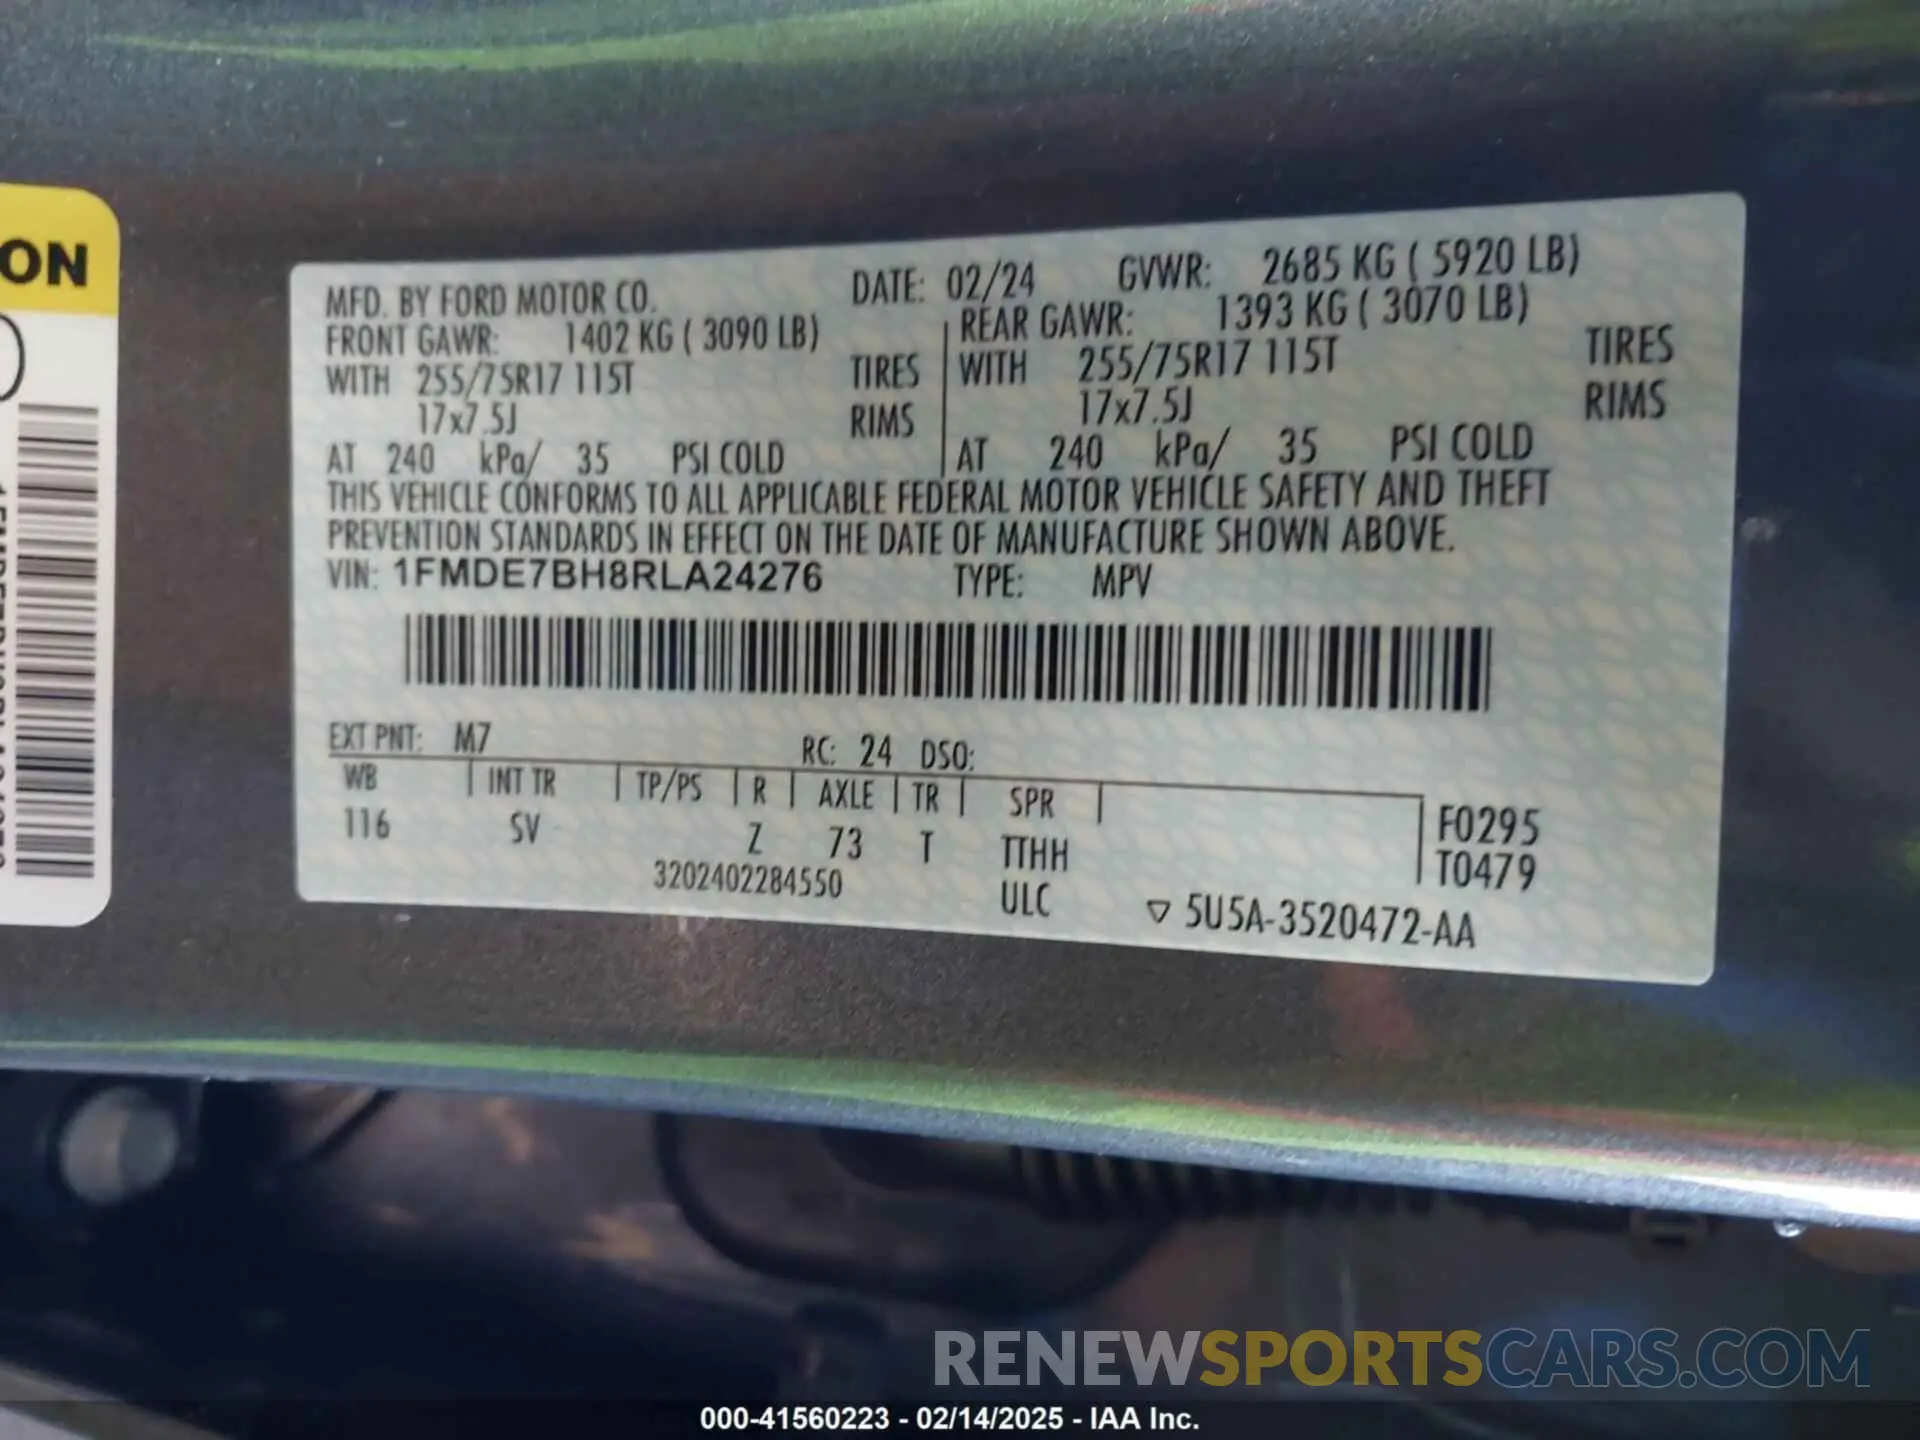 ON
MFD. BY FORD MOTOR CO. DATE: 02/24 GVWR: 2685 KG ( 5920 LB)
FRONT GAWR: 1402 KG ( 3090 LB) REAR GAWR: 1393 KG ( 3070 LB)
WITH 255/75R17 115T TIRES WITH 255/75R17 115T TIRES
17x7.5J RIMS 17x7.5J RIMS
AT 240 kPa/ 35 PSI COLD AT 240 kPa/ 35 PSI COLD
THIS VEHICLE CONFORMS TO ALL APPLICABLE FEDERAL MOTOR VEHICLE SAFETY AND THEFT
PREVENTION STANDARDS IN EFFECT ON THE DATE OF MANUFACTURE SHOWN ABOVE.
VIN: 1FMDE7BH8RLA24276 TYPE: MPV
EXT PNT: M7 RC: 24 DSO:
WB INT TR TP/PS R AXLE TR SPR
116 SV Z 73 T TTHH F0295
3202402284550 ULC T0479
5U5A-3520472-AA
RENEWSPORTSCARS.COM
000-41560223 - 02/14/2025 - IAA Inc.